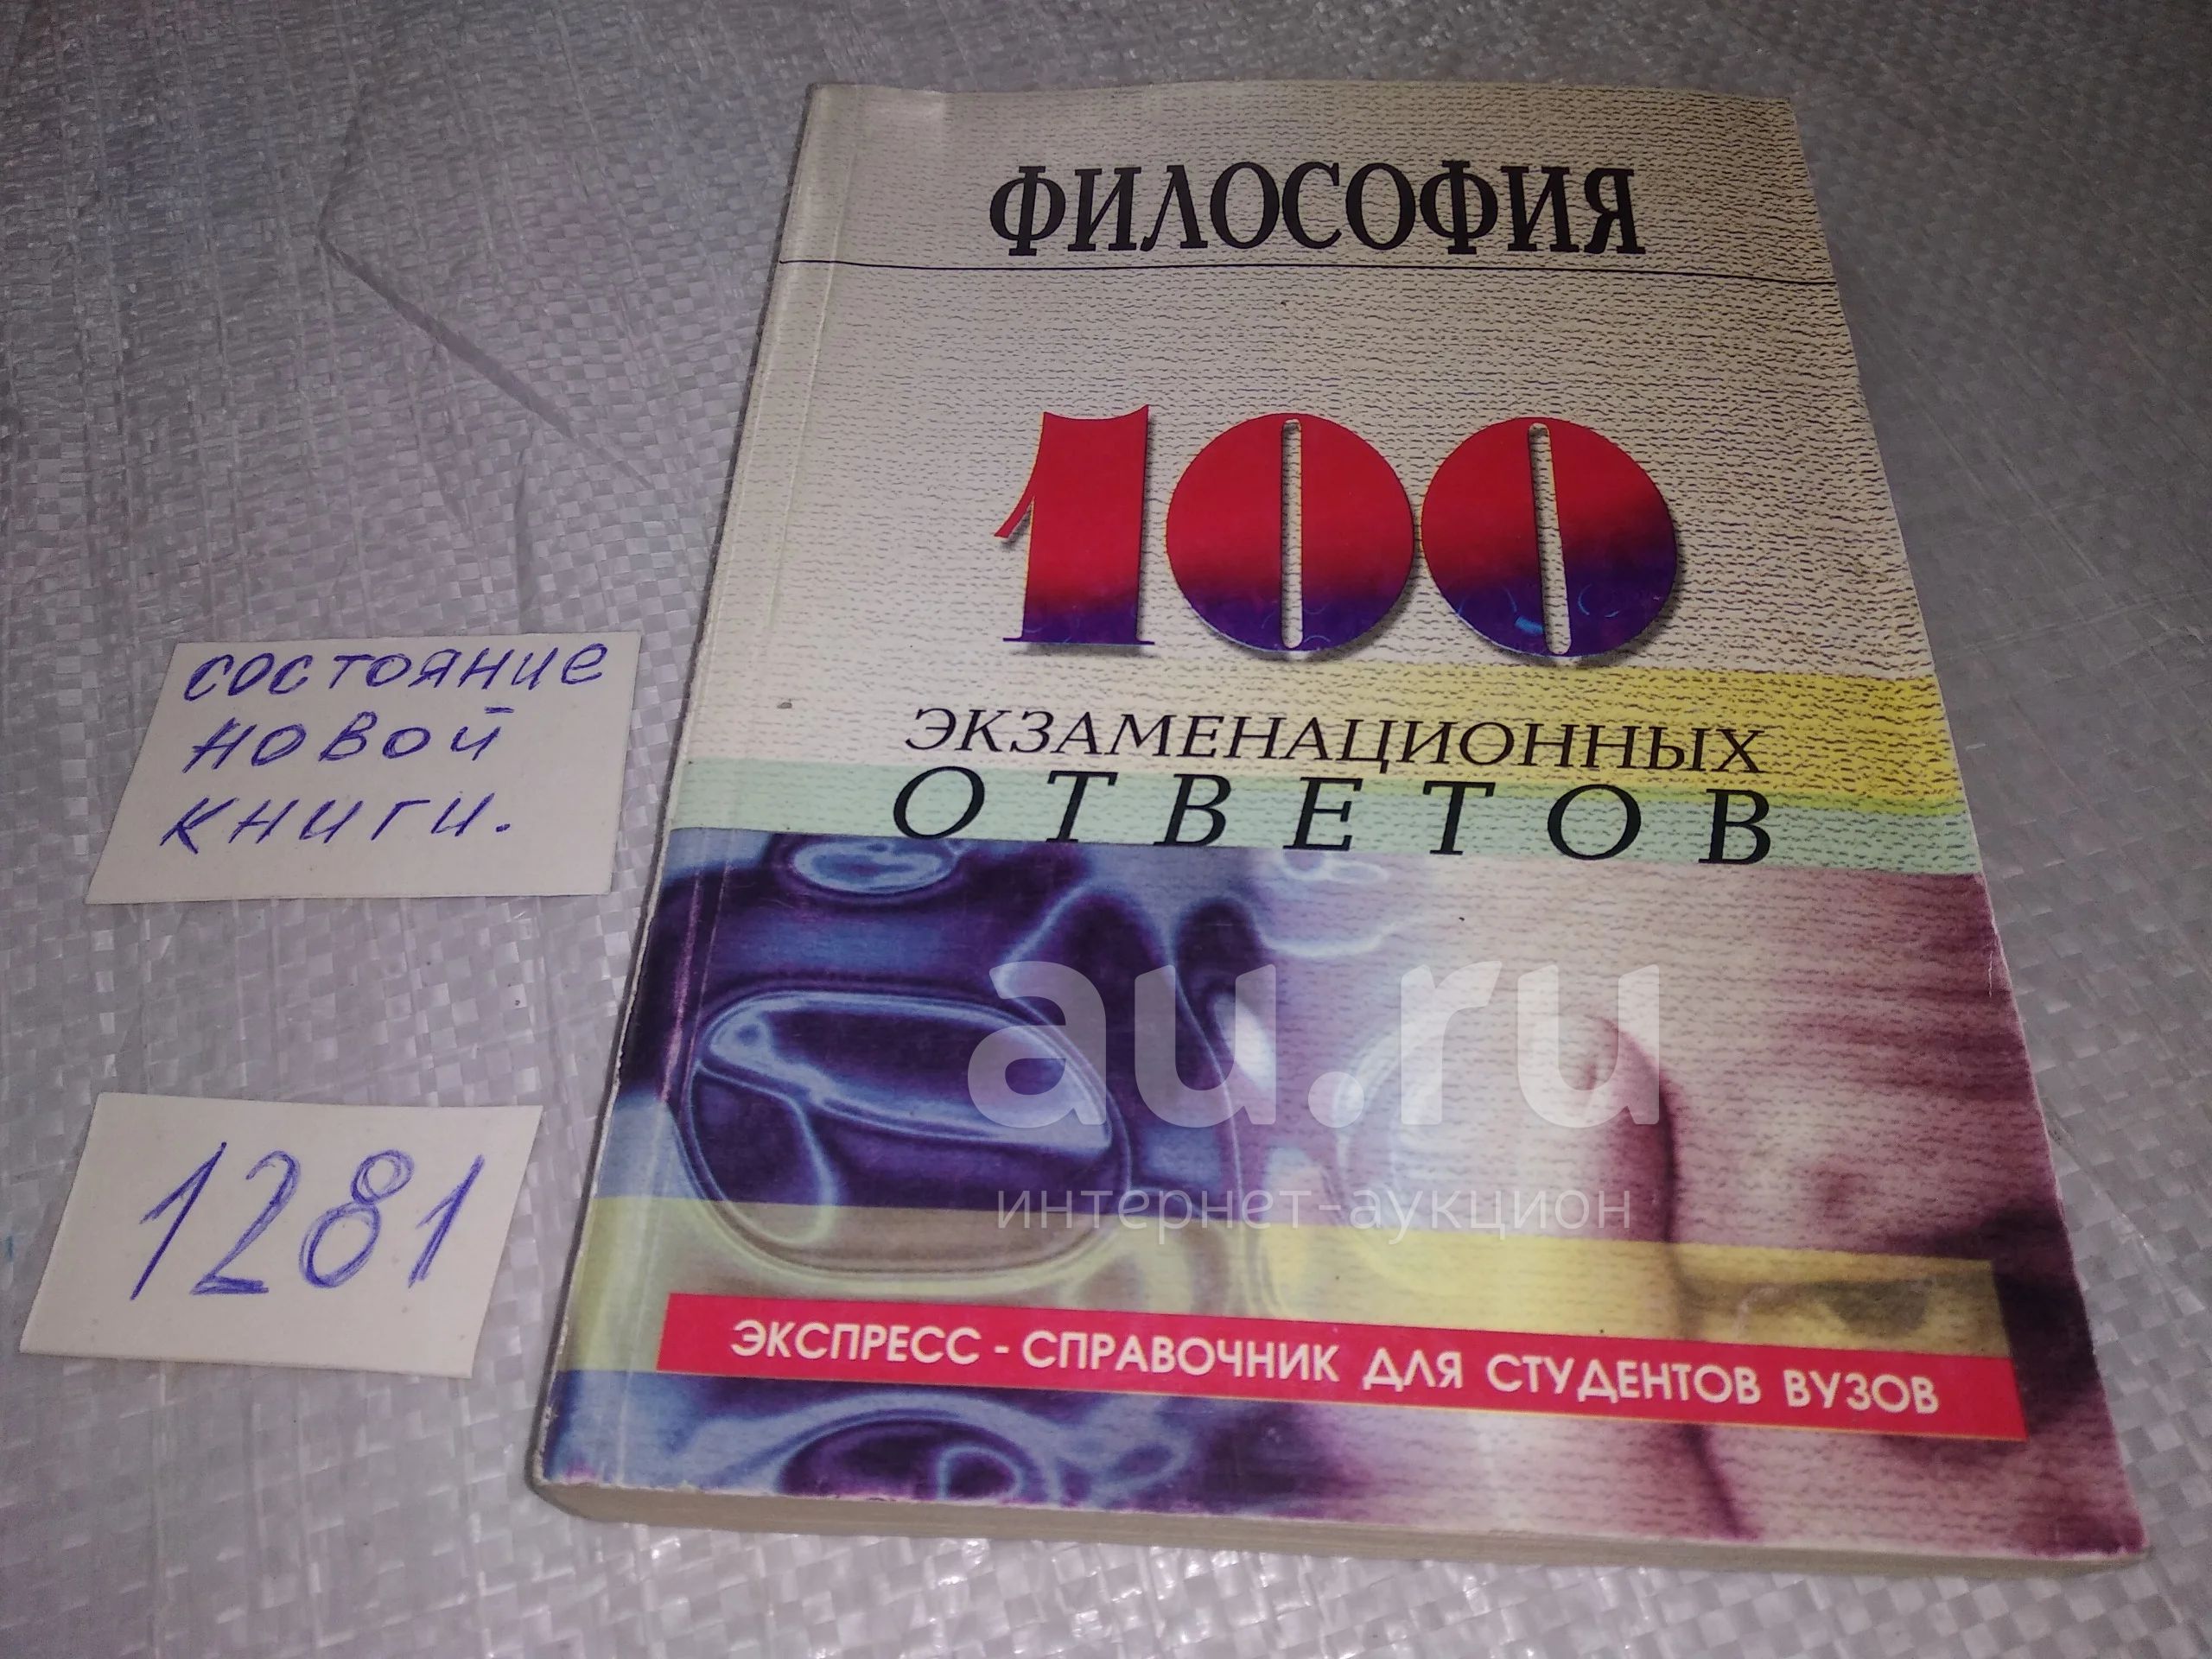 ФИЛОСОФИЯ
100
ЭКЗАМЕНАЦИОННЫХ
ОТВЕТОВ
ЭКСПРЕСС - СПРАВОЧНИК ДЛЯ СТУДЕНТОВ ВУЗОВ
состояние
новой
книги.
1281
au.ru
интернет-аукцион